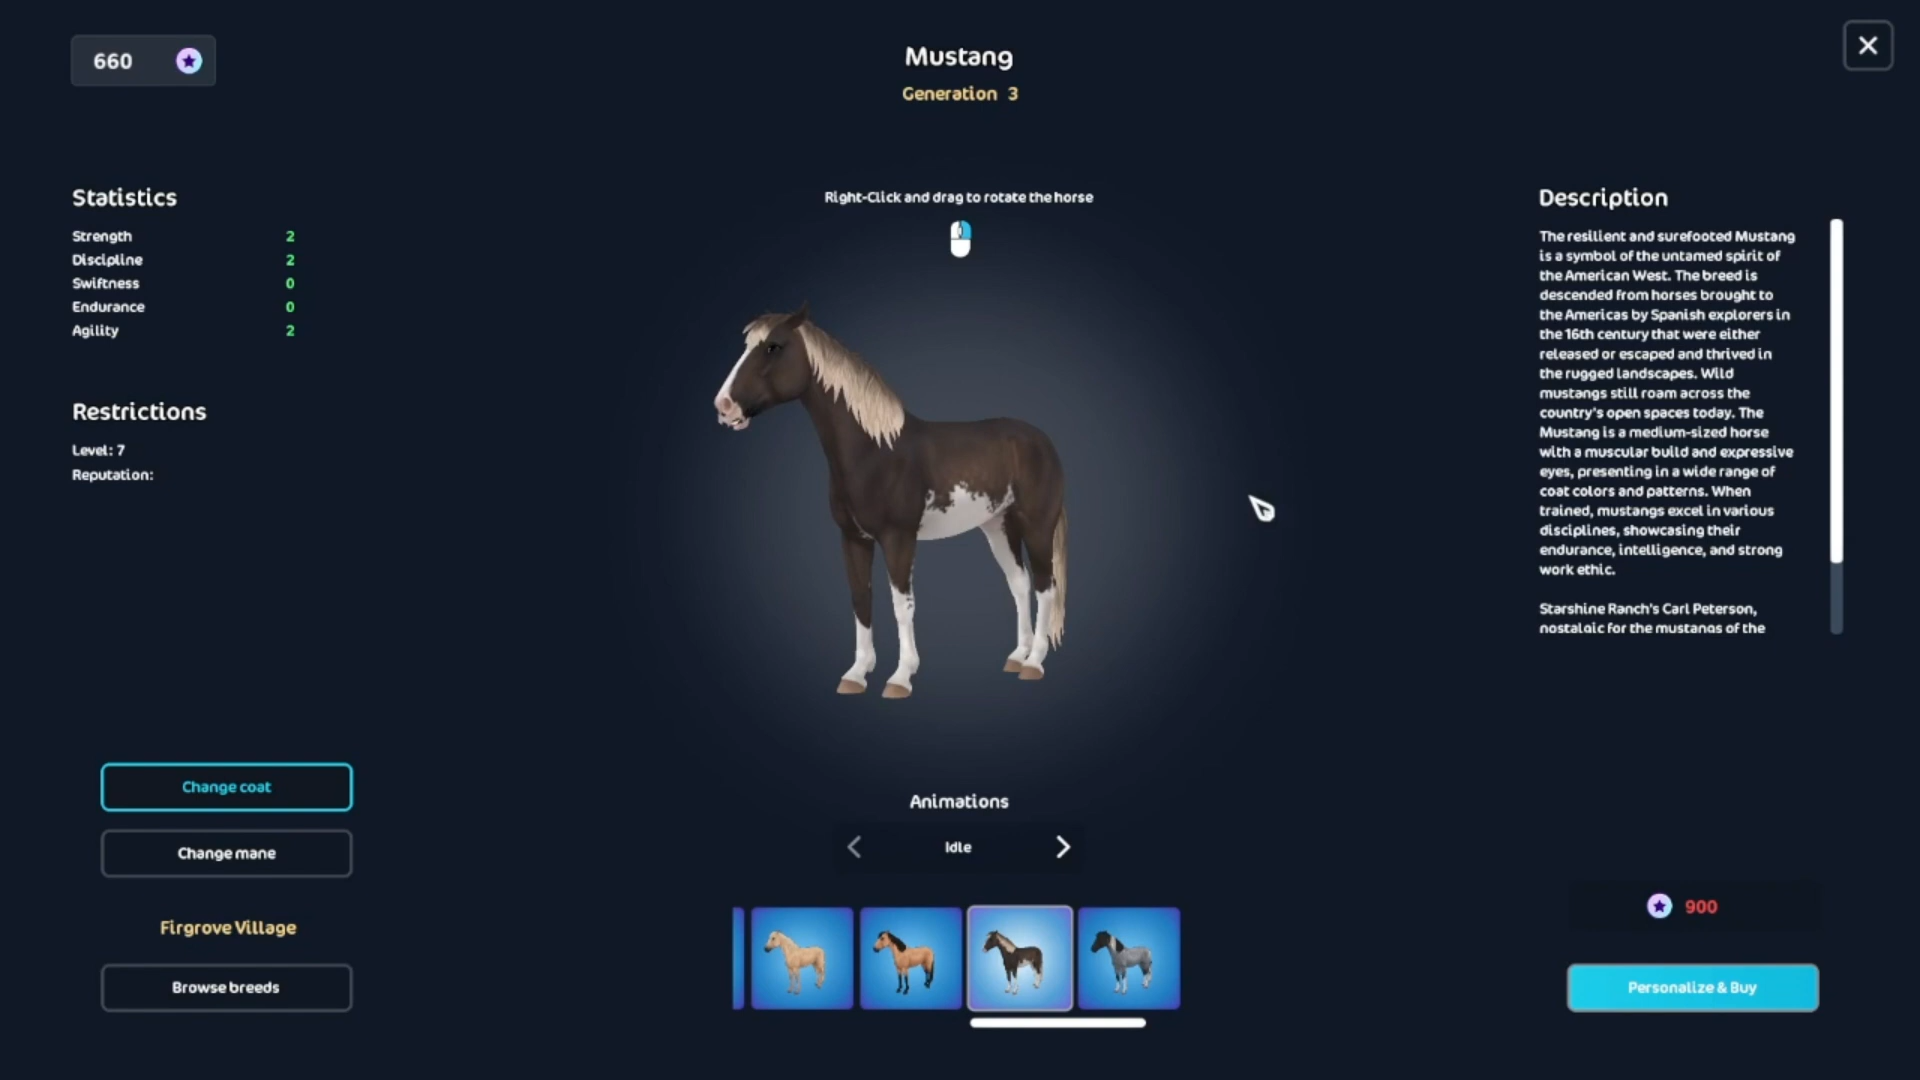 660
Mustang
Generation 3
Statistics
Strength 2
Discipline 2
Swiftness 0
Endurance 0
Agility 2
Restrictions
Level: 7
Reputation:
Right-Click and drag to rotate the horse
Description
The resilient and surefooted Mustang
is a symbol of the untamed spirit of
the American West. The breed is
descended from horses brought to
the Americas by Spanish explorers in
the 16th century that were either
released or escaped and thrived in
the rugged landscapes. Wild
mustangs still roam across the
country's open spaces today. The
Mustang is a medium-sized horse
with a muscular build and expressive
eyes, presenting in a wide range of
coat colors and patterns. When
trained, mustangs excel in various
disciplines, showcasing their
endurance, intelligence, and strong
work ethic.
Starshine Ranch's Carl Peterson,
nostalgic for the mustangs of the
Change coat
Change mane
Firgrove Village
Browse breeds
Animations
Idle
900
Personalize & Buy